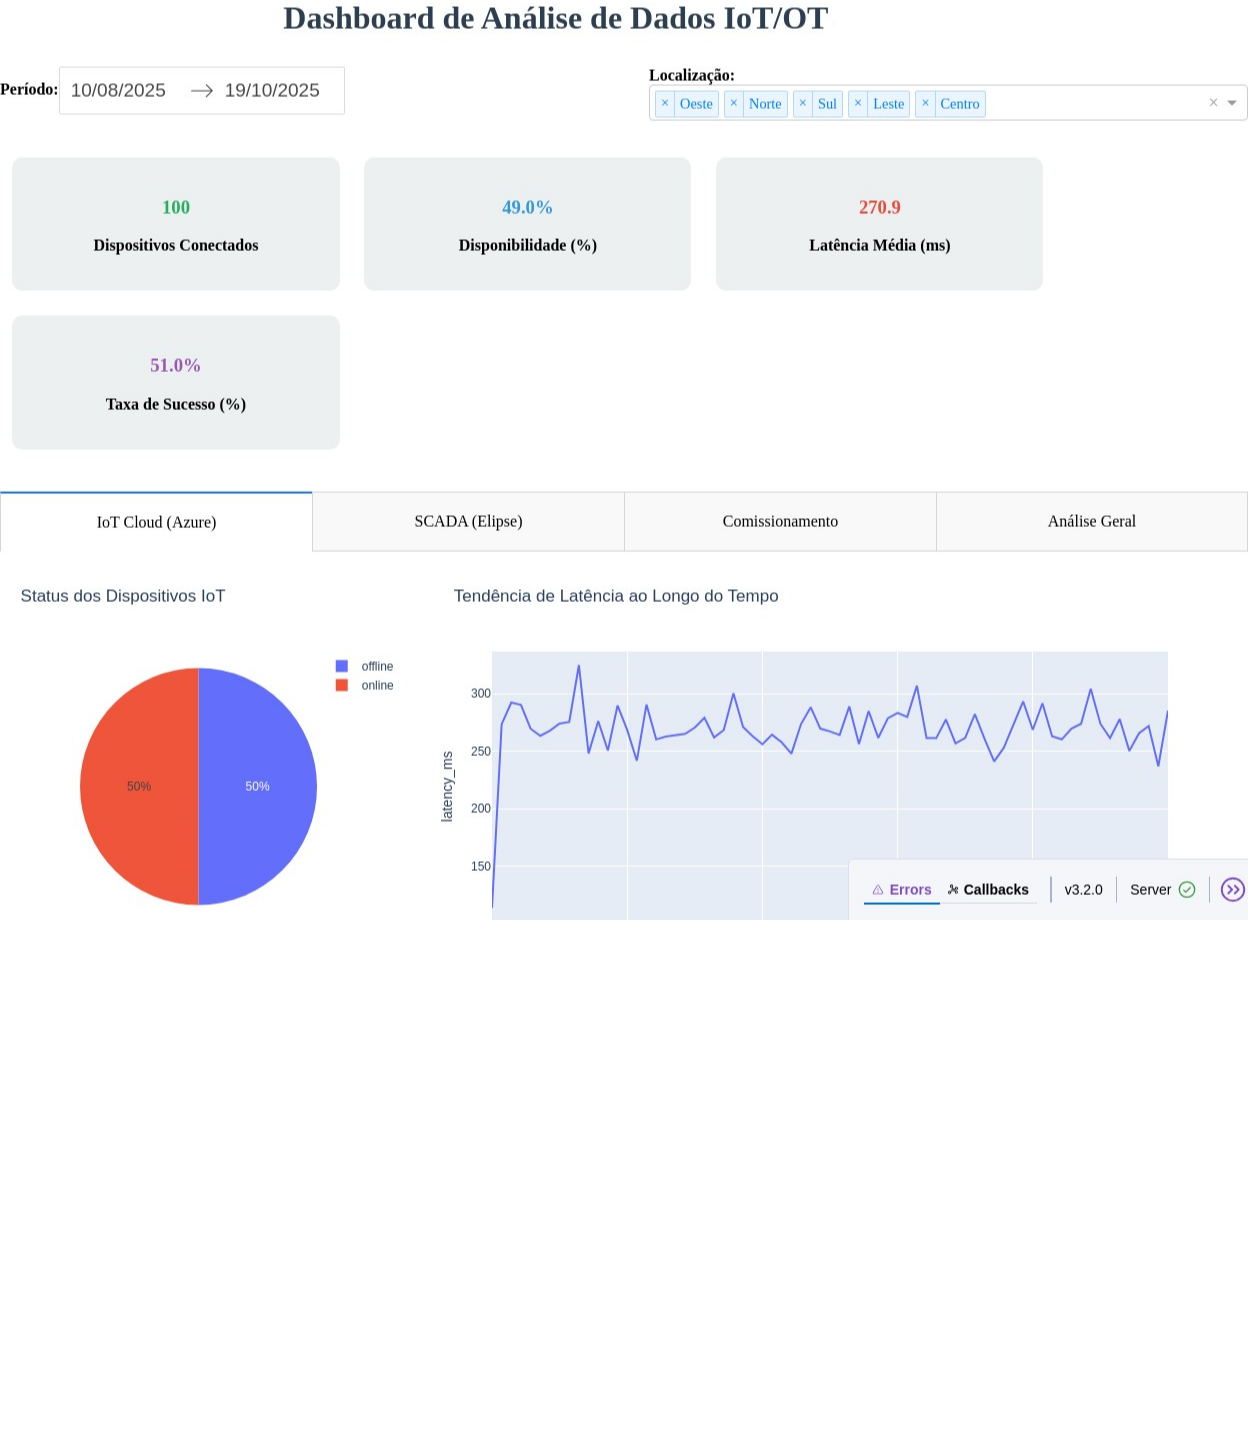 Dashboard de Análise de Dados IoT/OT
Período: 10/08/2025 → 19/10/2025
Localização:
× Oeste × Norte × Sul × Leste × Centro ×
100
Dispositivos Conectados
49.0%
Disponibilidade (%)
270.9
Latência Média (ms)
51.0%
Taxa de Sucesso (%)
IoT Cloud (Azure)
SCADA (Elipse)
Comissionamento
Análise Geral
Status dos Dispositivos IoT
offline
online
50%
50%
Tendência de Latência ao Longo do Tempo
latency_ms
300
250
200
150
Errors
Callbacks
v3.2.0
Server